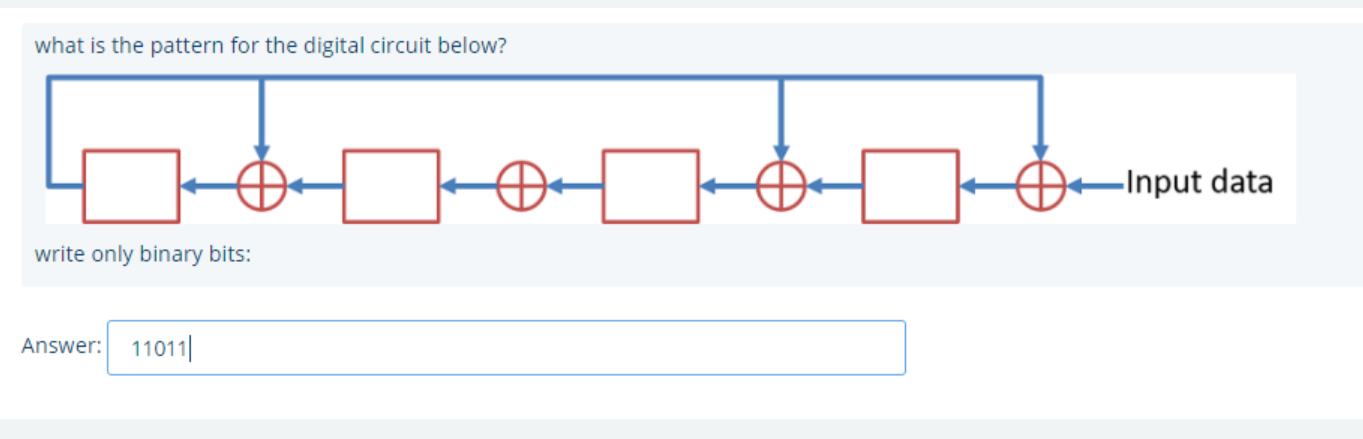 what is the pattern for the digital circuit below?
Input data
write only binary bits:
Answer: 11011